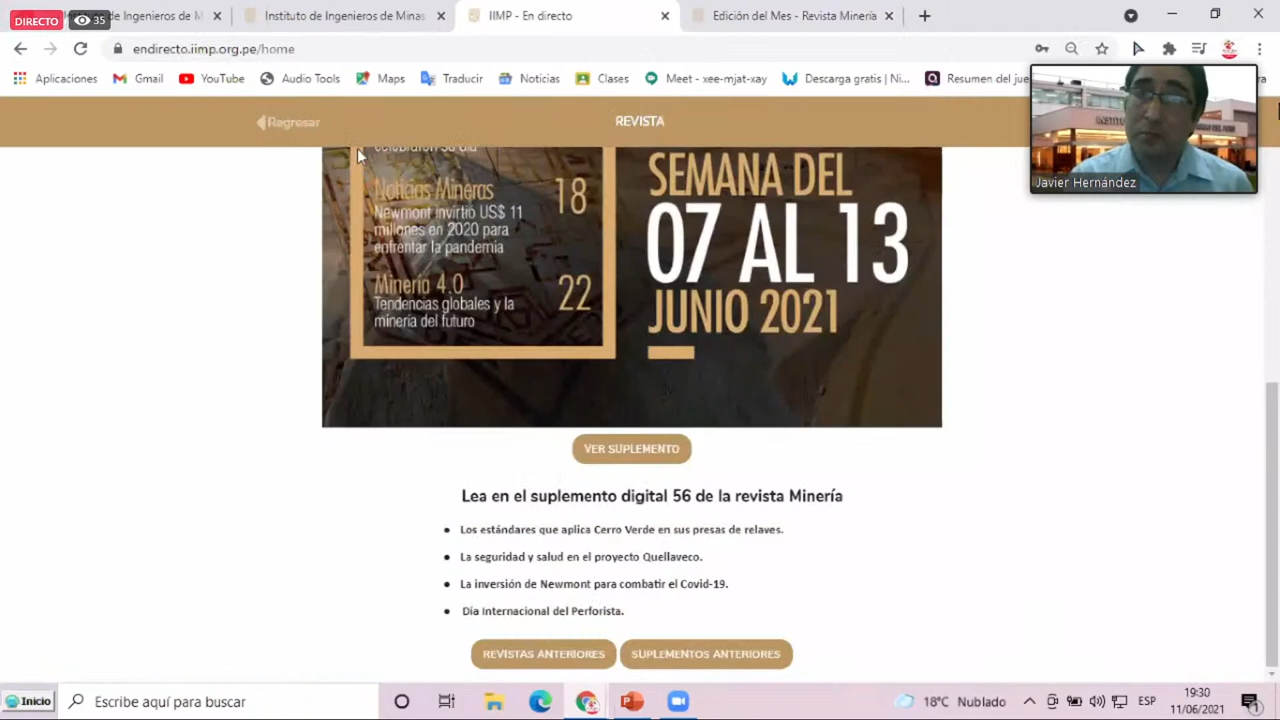 DIRECTO 35
Instituto de Ingenieros de M
Instituto de Ingenieros de Minas
IIMP - En directo
Edición del Mes - Revista Minería
endirecto.iimp.org.pe/home
Aplicaciones
Gmail
YouTube
Audio Tools
Maps
Traducir
Noticias
Clases
Meet - xee-mjat-xay
Descarga gratis | Ni...
Resumen del jue
Regresar
REVISTA
Javier Hernández
celebraron su día
Noticias Mineras 18
Newmont invirtió US$ 11
millones en 2020 para
enfrentar la pandemia
Minería 4.0 22
Tendencias globales y la
minería del futuro
SEMANA DEL
07 AL 13
JUNIO 2021
VER SUPLEMENTO
Lea en el suplemento digital 56 de la revista Minería
• Los estándares que aplica Cerro Verde en sus presas de relaves.
• La seguridad y salud en el proyecto Quellaveco.
• La inversión de Newmont para combatir el Covid-19.
• Día Internacional del Perforista.
REVISTAS ANTERIORES
SUPLEMENTOS ANTERIORES
Inicio
Escribe aquí para buscar
18°C Nublado
ESP
19:30
11/06/2021